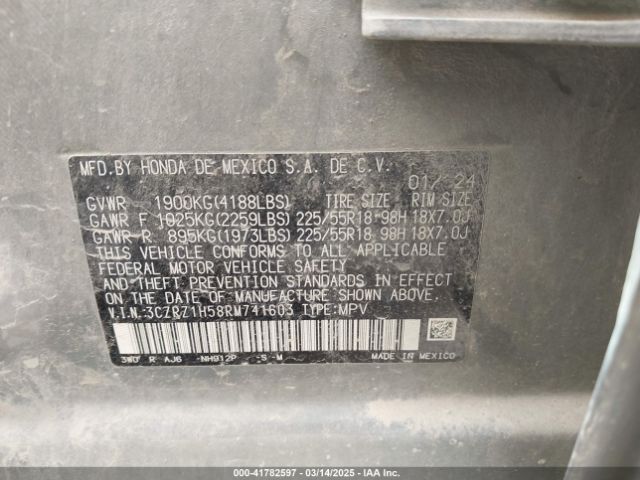 MFD.BY HONDA DE MEXICO S.A. DE C.V. 01/ 24
GVWR 1900KG(4188LBS) TIRE SIZE RIM SIZE
GAWR F 1025KG(2259LBS) 225/55R18 98H 18X7.0J
GAWR R 895KG(1973LBS) 225/55R18 98H 18X7.0J
THIS VEHICLE CONFORMS TO ALL APPLICABLE
FEDERAL MOTOR VEHICLE SAFETY
AND THEFT PREVENTION STANDARDS IN EFFECT
ON THE DATE OF MANUFACTURE SHOWN ABOVE.
V.I.N:3CZRZ1H58RM741603 TYPE:MPV
3W0 R AJ6 NH912P -S-M MADE IN MEXICO
000-41782597 - 03/14/2025 - IAA Inc.